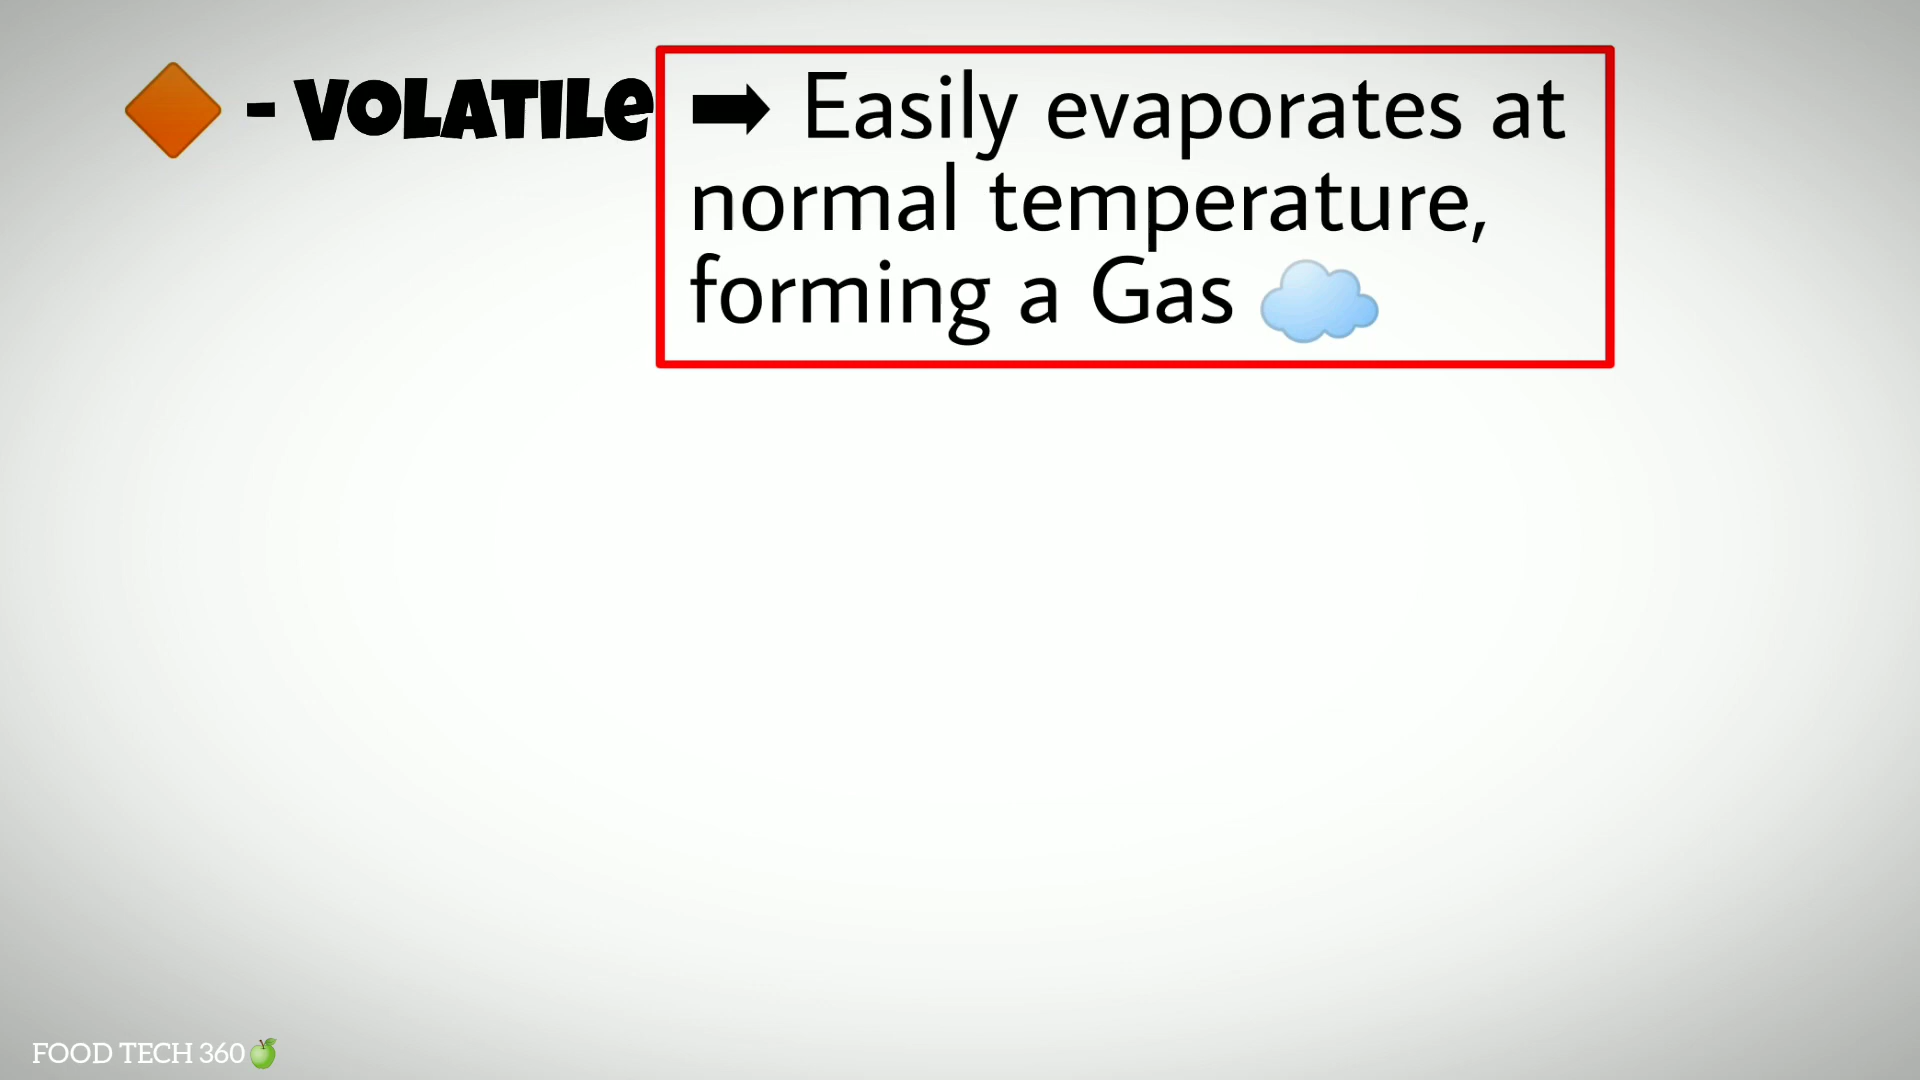 - VOLATILE ➡ Easily evaporates at
normal temperature,
forming a Gas
FOOD TECH 360